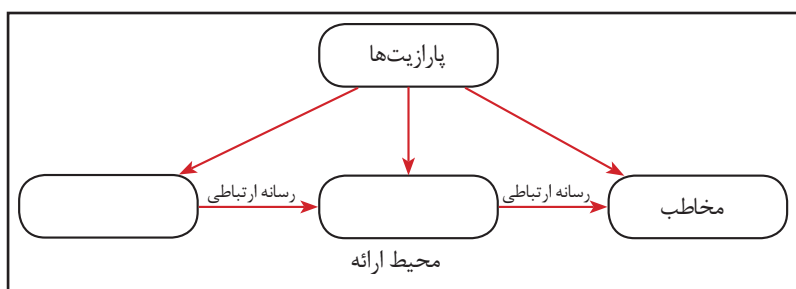 پارازیت‌ها
رسانه ارتباطی
رسانه ارتباطی
مخاطب
محیط ارائه